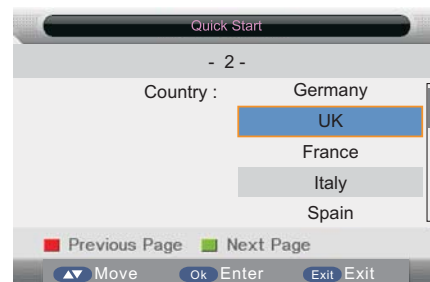 Quick Start
- 2 -
Country : Germany
UK
France
Italy
Spain
Previous Page Next Page
Move Ok Enter Exit Exit